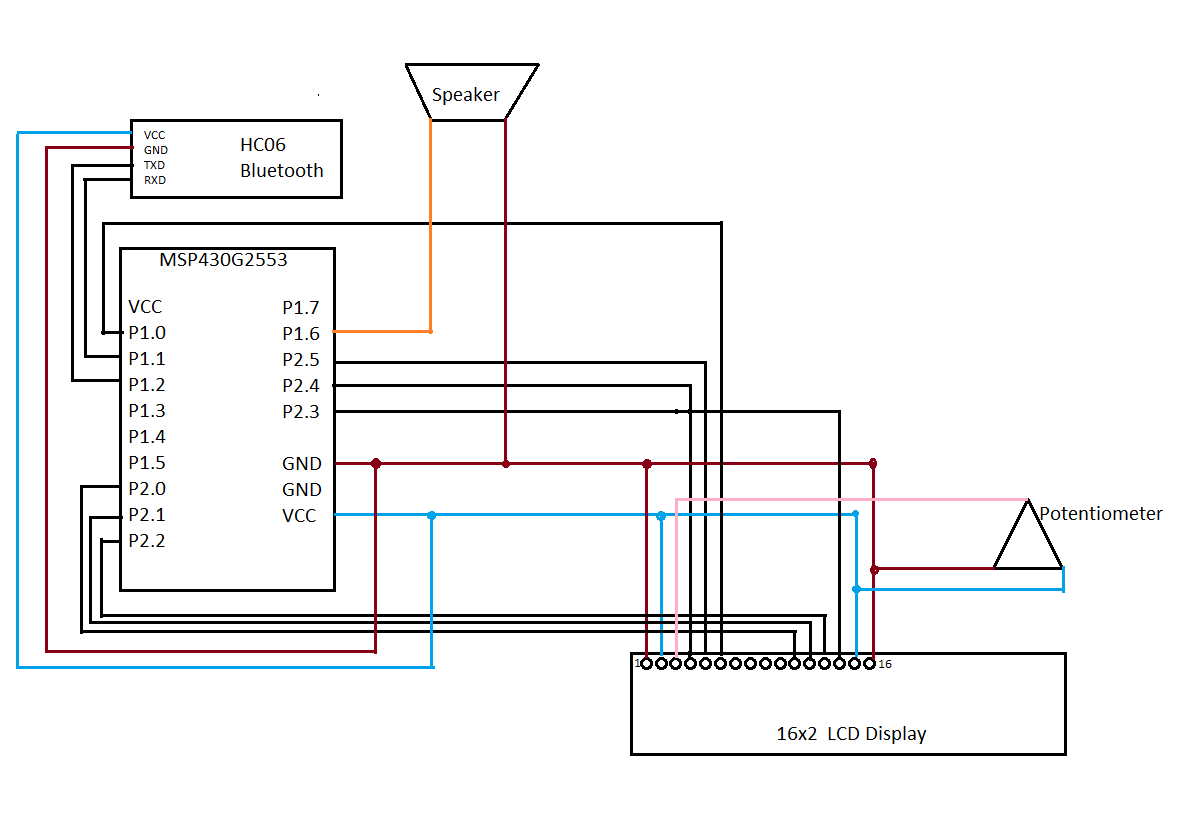 Speaker
VCC
GND
TXD
RXD
HC06
Bluetooth
MSP430G2553
VCC
P1.0
P1.1
P1.2
P1.3
P1.4
P1.5
P2.0
P2.1
P2.2
P1.7
P1.6
P2.5
P2.4
P2.3
GND
GND
VCC
Potentiometer
1
16
16x2 LCD Display